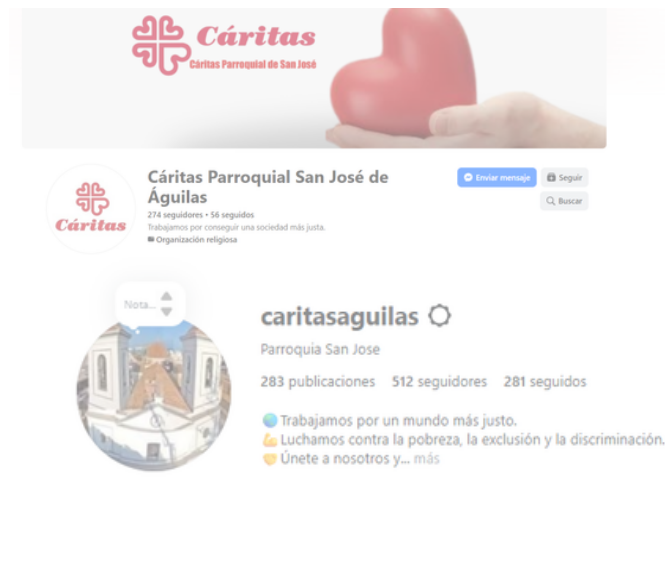 Cáritas
Cáritas Parroquial de San José
Cáritas
Cáritas Parroquial San José de
Águilas
274 seguidores • 56 seguidos
Trabajamos por conseguir una sociedad más justa.
Organización religiosa
Enviar mensaje
Seguir
Buscar
Nota...
caritasaguilas
Parroquia San Jose
283 publicaciones 512 seguidores 281 seguidos
🌍 Trabajamos por un mundo más justo.
💪 Luchamos contra la pobreza, la exclusión y la discriminación.
🤝 Únete a nosotros y... más